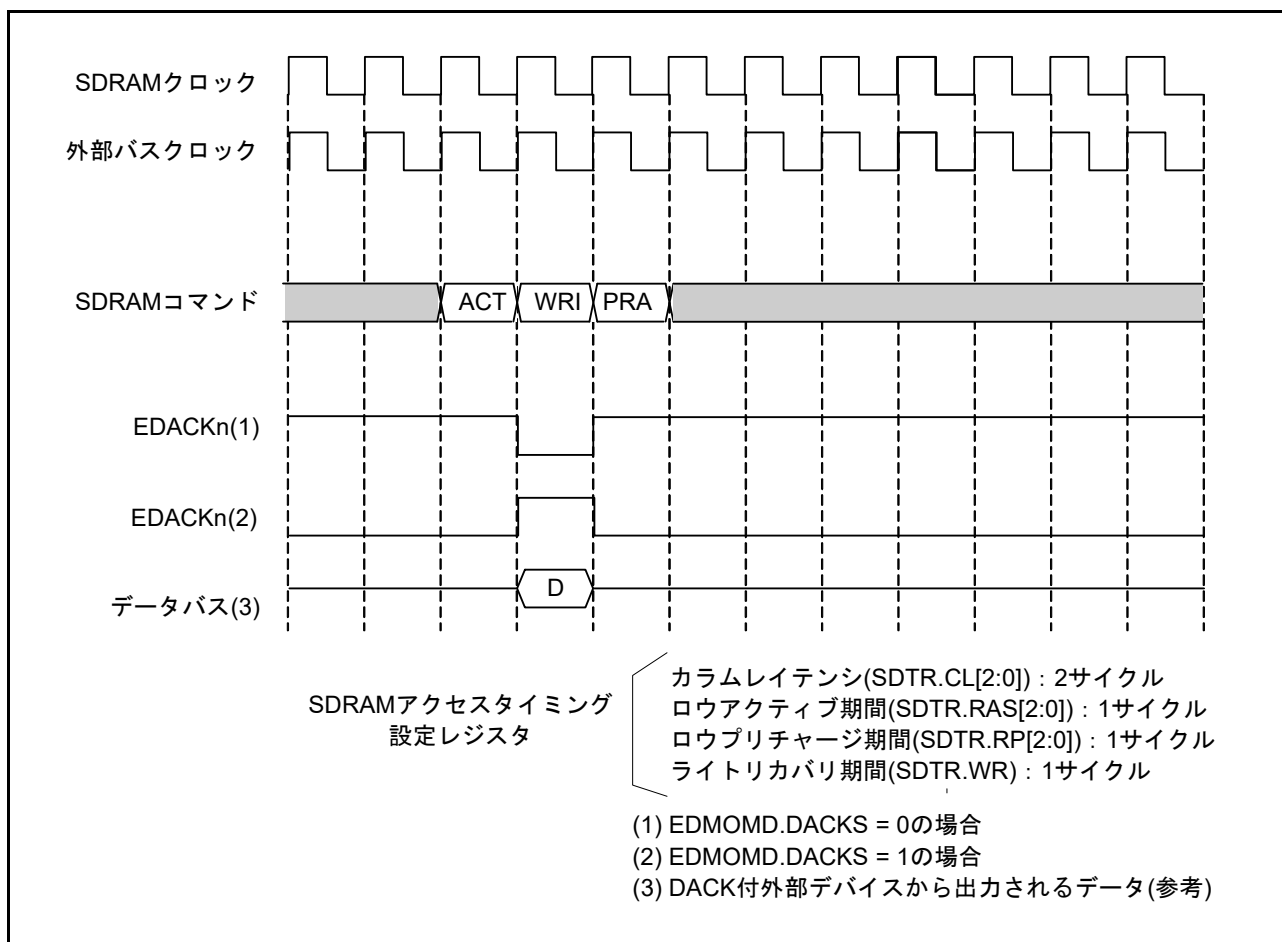 SDRAMクロック
外部バスクロック
SDRAMコマンド
ACT
WRI
PRA
EDACKn(1)
EDACKn(2)
データバス(3)
D
SDRAMアクセスタイミング
設定レジスタ
カラムレイテンシ(SDTR.CL[2:0])：2サイクル
ロウアクティブ期間(SDTR.RAS[2:0])：1サイクル
ロウプリチャージ期間(SDTR.RP[2:0])：1サイクル
ライトリカバリ期間(SDTR.WR)：1サイクル
(1) EDMOMD.DACKS = 0の場合
(2) EDMOMD.DACKS = 1の場合
(3) DACK付外部デバイスから出力されるデータ(参考)